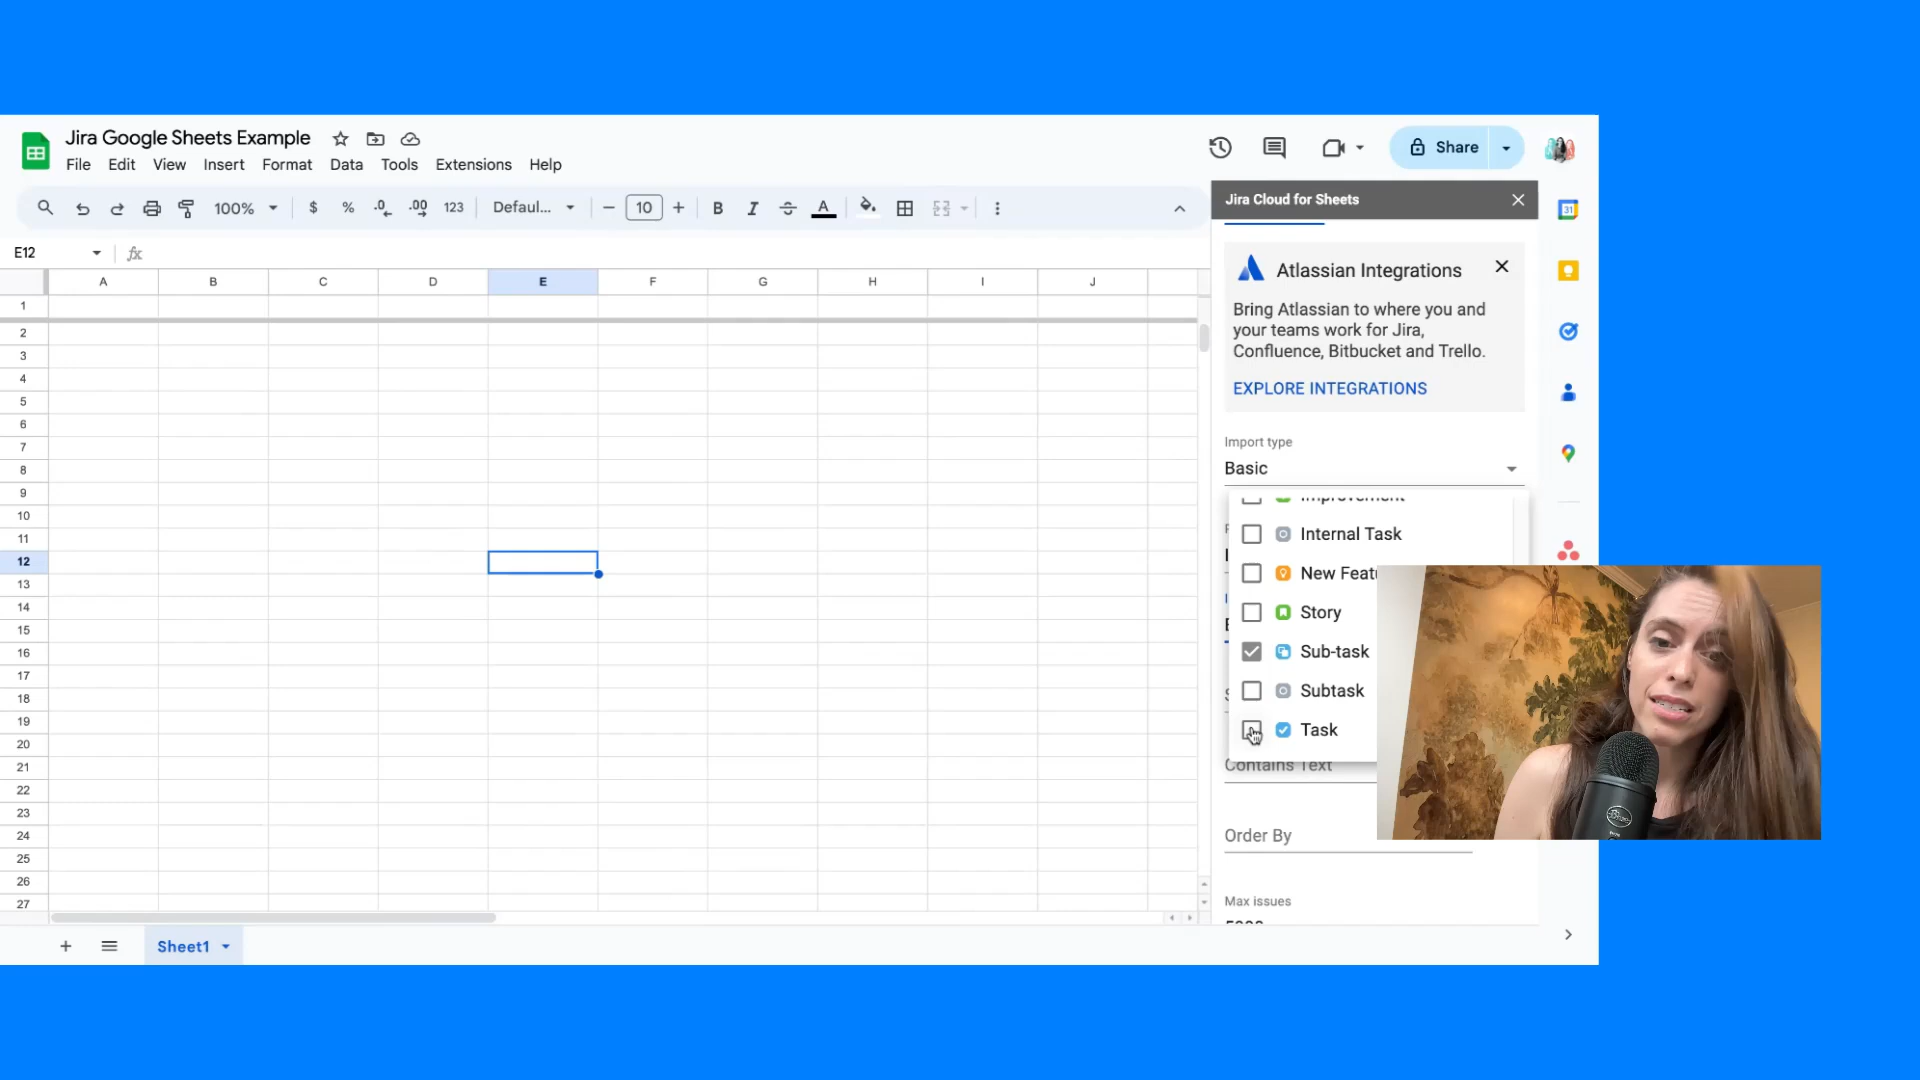 Jira Google Sheets Example
File Edit View Insert Format Data Tools Extensions Help
Share
100% $ % .0 .00 123 Defaul... 10 B I A
E12 fx
A B C D E F G H I J
1
2
3
4
5
6
7
8
9
10
11
12
13
14
15
16
17
18
19
20
21
22
23
24
25
26
27
Sheet1
Jira Cloud for Sheets
31
Atlassian Integrations
Bring Atlassian to where you and
your teams work for Jira,
Confluence, Bitbucket and Trello.
EXPLORE INTEGRATIONS
Import type
Basic
Improvement
Internal Task
New Featu
Story
Sub-task
Subtask
Task
Contains Text
Order By
Max issues